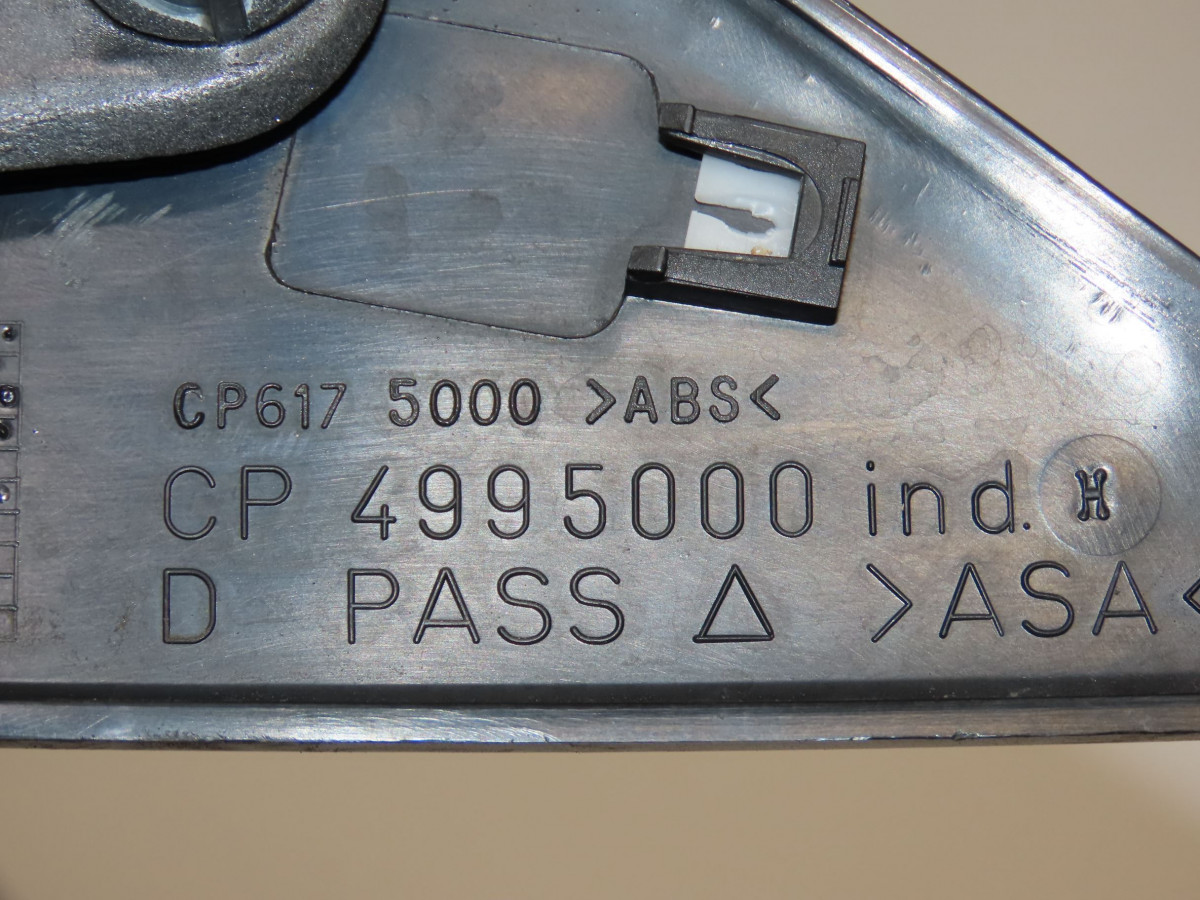 CP617 5000 >ABS<
CP 4995000 ind. H
D PASS △ >ASA<